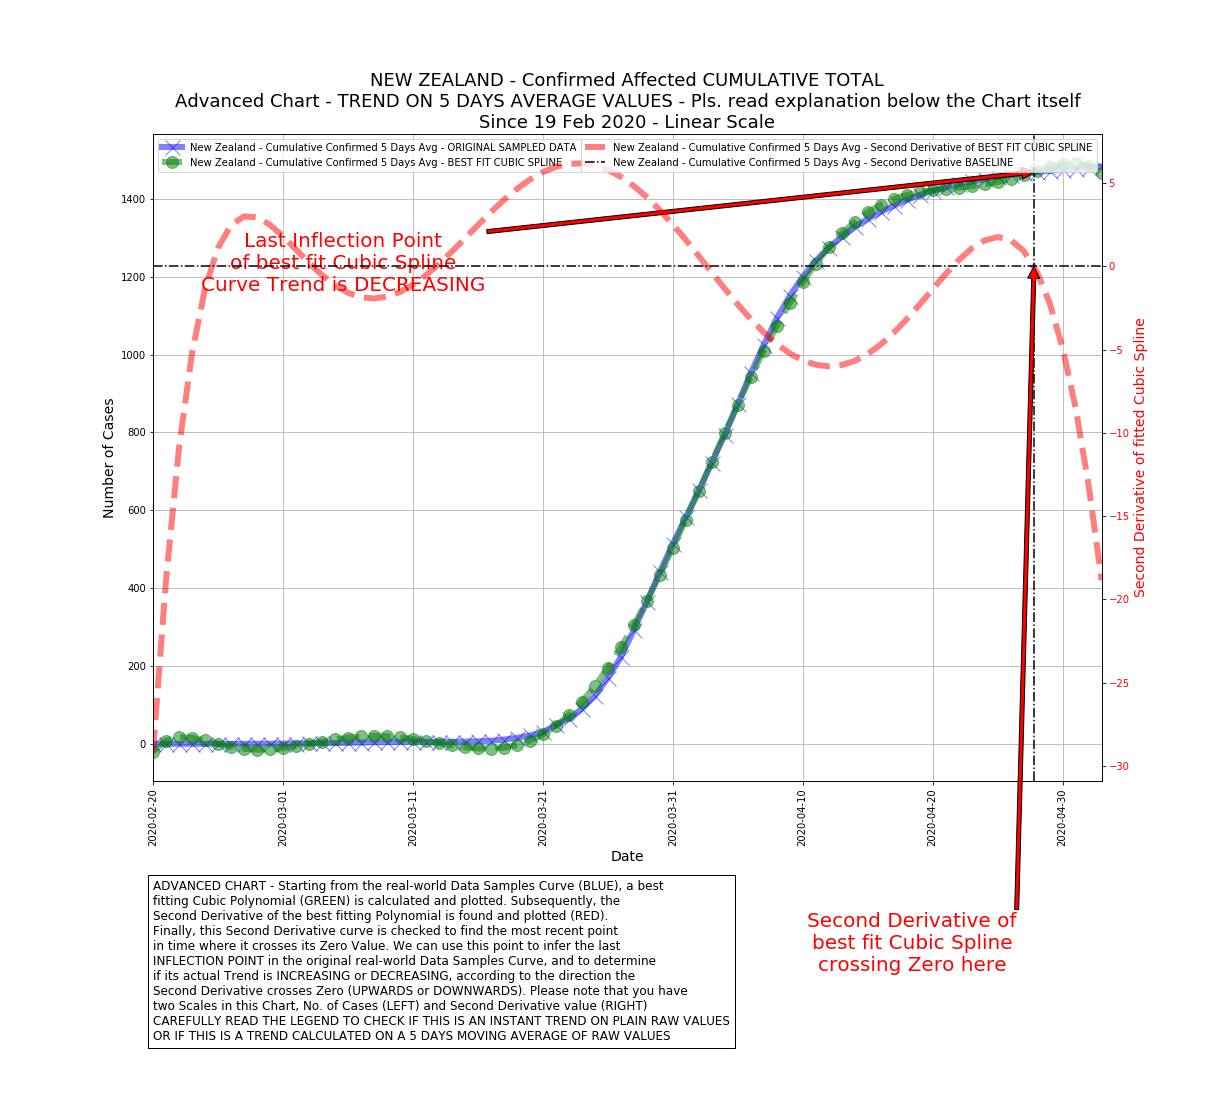 NEW ZEALAND - Confirmed Affected CUMULATIVE TOTAL
Advanced Chart - TREND ON 5 DAYS AVERAGE VALUES - Pls. read explanation below the Chart itself
Since 19 Feb 2020 - Linear Scale
New Zealand - Cumulative Confirmed 5 Days Avg - ORIGINAL SAMPLED DATA
New Zealand - Cumulative Confirmed 5 Days Avg - BEST FIT CUBIC SPLINE
New Zealand - Cumulative Confirmed 5 Days Avg - Second Derivative of BEST FIT CUBIC SPLINE
New Zealand - Cumulative Confirmed 5 Days Avg - Second Derivative BASELINE
Last Inflection Point
of best fit Cubic Spline
Curve Trend is DECREASING
Number of Cases
1400
1200
1000
800
600
400
200
0
5
0
−5
−10
−15
−20
−25
−30
Second Derivative of fitted Cubic Spline
2020-02-20
2020-03-01
2020-03-11
2020-03-21
2020-03-31
2020-04-10
2020-04-20
2020-04-30
Date
ADVANCED CHART - Starting from the real-world Data Samples Curve (BLUE), a best
fitting Cubic Polynomial (GREEN) is calculated and plotted. Subsequently, the
Second Derivative of the best fitting Polynomial is found and plotted (RED).
Finally, this Second Derivative curve is checked to find the most recent point
in time where it crosses its Zero Value. We can use this point to infer the last
INFLECTION POINT in the original real-world Data Samples Curve, and to determine
if its actual Trend is INCREASING or DECREASING, according to the direction the
Second Derivative crosses Zero (UPWARDS or DOWNWARDS). Please note that you have
two Scales in this Chart, No. of Cases (LEFT) and Second Derivative value (RIGHT)
CAREFULLY READ THE LEGEND TO CHECK IF THIS IS AN INSTANT TREND ON PLAIN RAW VALUES
OR IF THIS IS A TREND CALCULATED ON A 5 DAYS MOVING AVERAGE OF RAW VALUES
Second Derivative of
best fit Cubic Spline
crossing Zero here